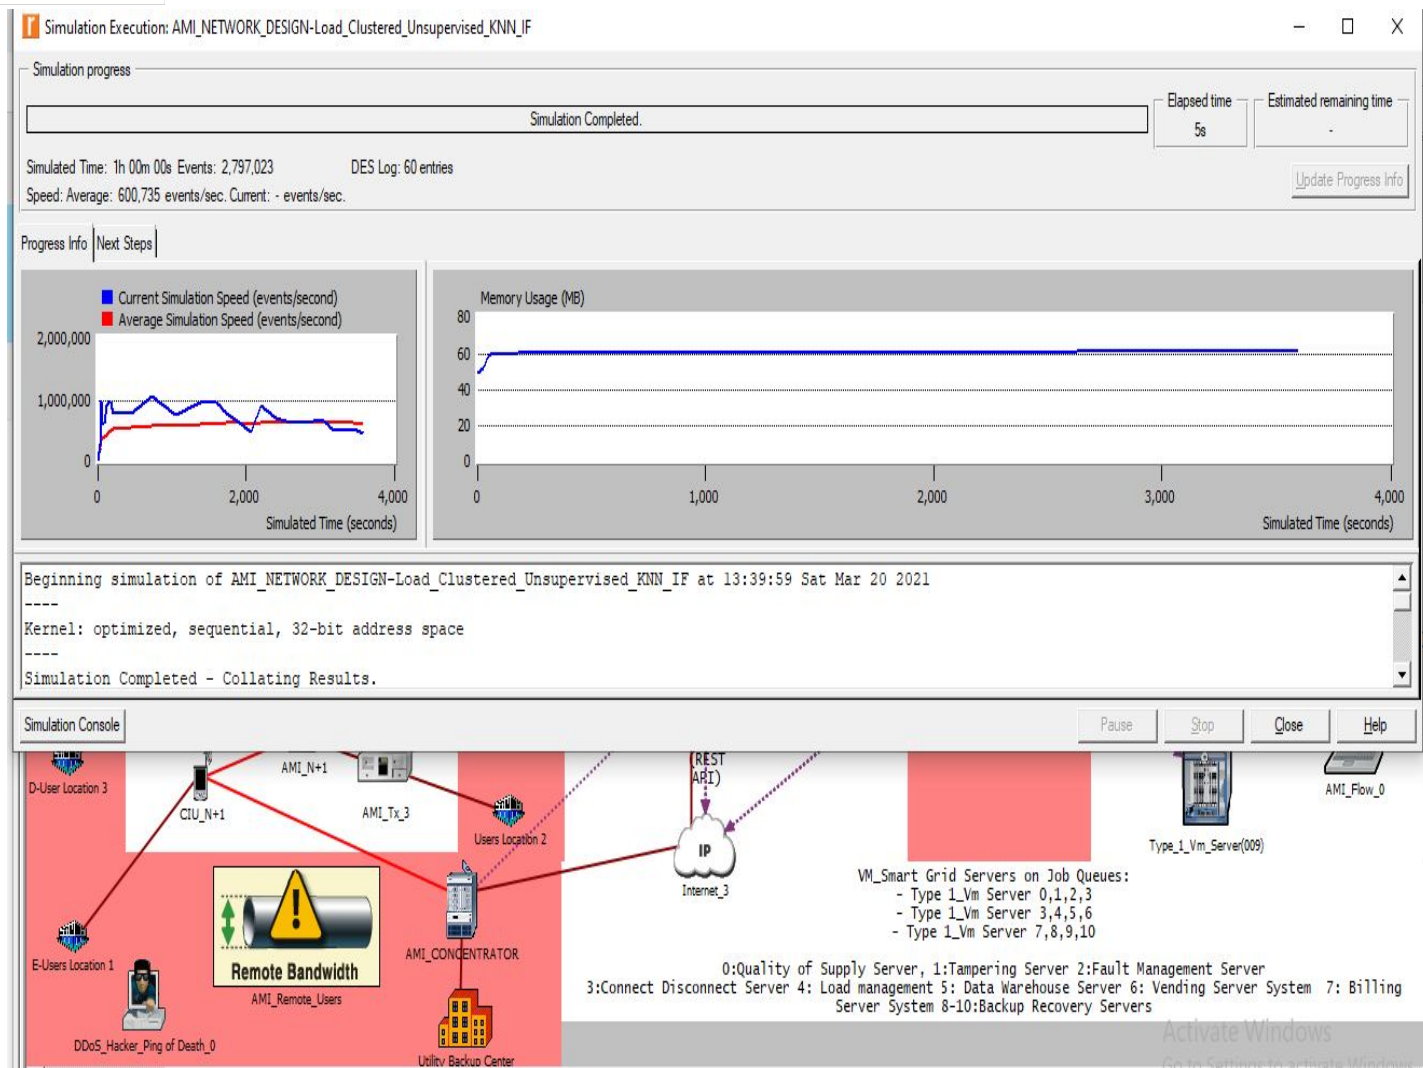 Simulation Execution: AMI_NETWORK_DESIGN-Load_Clustered_Unsupervised_KNN_IF
Simulation progress
Simulation Completed.
Elapsed time
5s
Estimated remaining time
-
Simulated Time: 1h 00m 00s Events: 2,797,023 DES Log: 60 entries
Speed: Average: 600,735 events/sec. Current: - events/sec.
Update Progress Info
Progress Info
Next Steps
Current Simulation Speed (events/second)
Average Simulation Speed (events/second)
2,000,000
1,000,000
0
0 2,000 4,000
Simulated Time (seconds)
Memory Usage (MB)
80
60
40
20
0
0 1,000 2,000 3,000 4,000
Simulated Time (seconds)
Beginning simulation of AMI_NETWORK_DESIGN-Load_Clustered_Unsupervised_KNN_IF at 13:39:59 Sat Mar 20 2021
----
Kernel: optimized, sequential, 32-bit address space
----
Simulation Completed - Collating Results.
Simulation Console
Pause
Stop
Close
Help
D-User Location 3
CIU_N+1
AMI_N+1
AMI_Tx_3
Users Location 2
(REST
API)
IP
Internet_3
Type_1_Vm_Server(009)
AMI_Flow_0
VM_Smart Grid Servers on Job Queues:
- Type 1_Vm Server 0,1,2,3
- Type 1_Vm Server 3,4,5,6
- Type 1_Vm Server 7,8,9,10
0:Quality of Supply Server, 1:Tampering Server 2:Fault Management Server
3:Connect Disconnect Server 4: Load management 5: Data Warehouse Server 6: Vending Server System 7: Billing
Server System 8-10:Backup Recovery Servers
E-Users Location 1
DDoS_Hacker_Ping of Death_0
Remote Bandwidth
AMI_Remote_Users
AMI_CONCENTRATOR
Utility Backup Center
Activate Windows
Go to Settings to activate Windows.